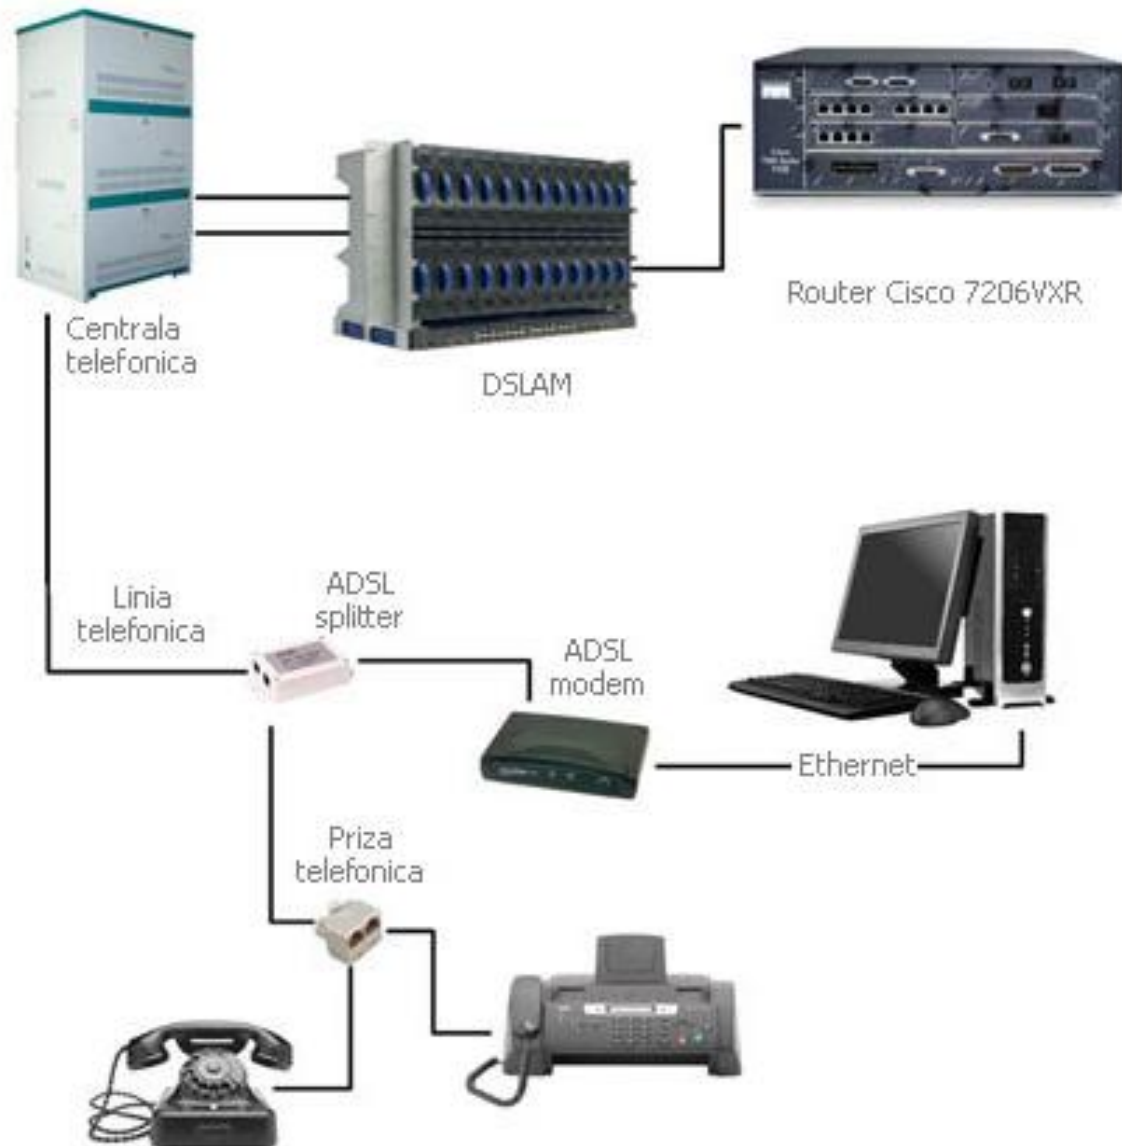 Router Cisco 7206VXR
Centrala
telefonica
DSLAM
Linia
telefonica
ADSL
splitter
ADSL
modem
Ethernet
Priza
telefonica